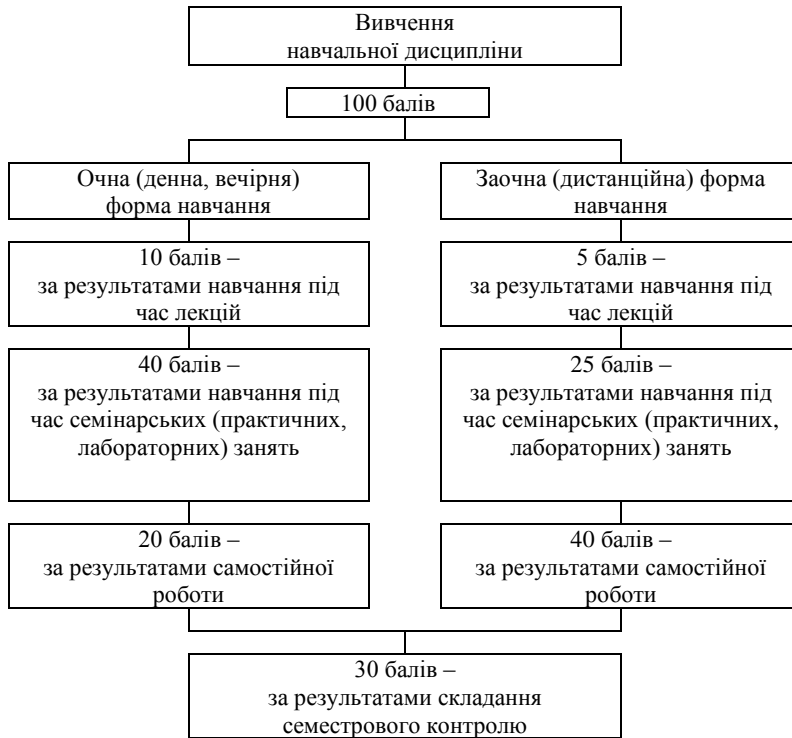 Вивчення
навчальної дисципліни
100 балів
Очна (денна, вечірня)
форма навчання
Заочна (дистанційна) форма
навчання
10 балів –
за результатами навчання під
час лекцій
5 балів –
за результатами навчання під
час лекцій
40 балів –
за результатами навчання під
час семінарських (практичних,
лабораторних) занять
25 балів –
за результатами навчання під
час семінарських (практичних,
лабораторних) занять
20 балів –
за результатами самостійної
роботи
40 балів –
за результатами самостійної
роботи
30 балів –
за результатами складання
семестрового контролю